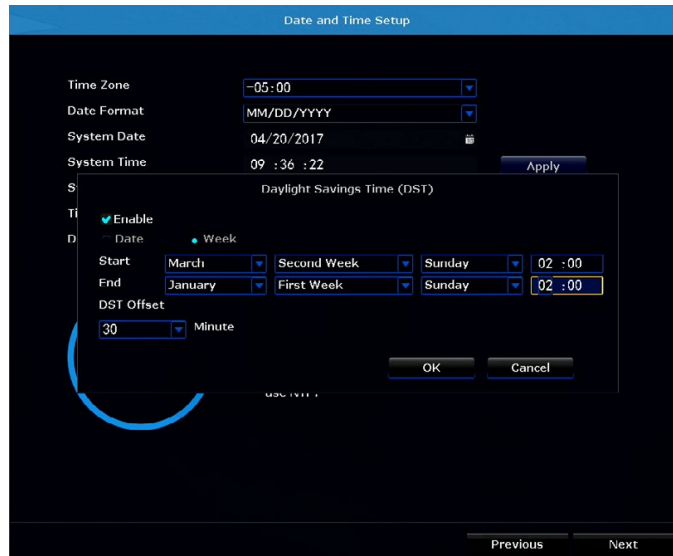 Date and Time Setup
Time Zone -05:00
Date Format MM/DD/YYYY
System Date 04/20/2017
System Time 09 :36 :22 Apply
Daylight Savings Time (DST)
Enable
Date Week
Start March Second Week Sunday 02 :00
End January First Week Sunday 02 :00
DST Offset
30 Minute
OK Cancel
Previous Next